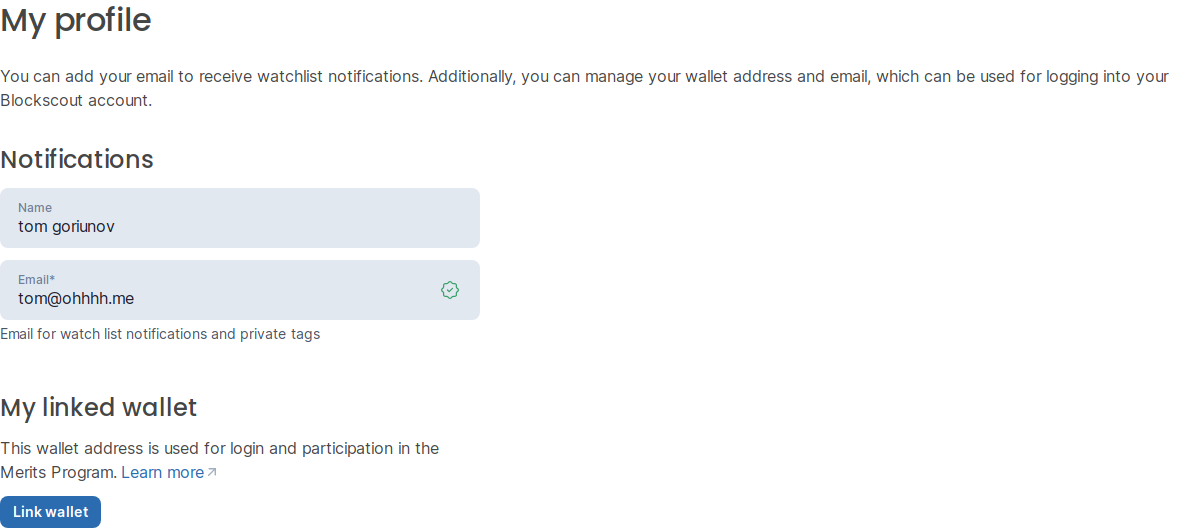 My profile
You can add your email to receive watchlist notifications. Additionally, you can manage your wallet address and email, which can be used for logging into your
Blockscout account.
Notifications
Name
tom goriunov
Email*
tom@ohhhh.me
Email for watch list notifications and private tags
My linked wallet
This wallet address is used for login and participation in the
Merits Program. Learn more
Link wallet